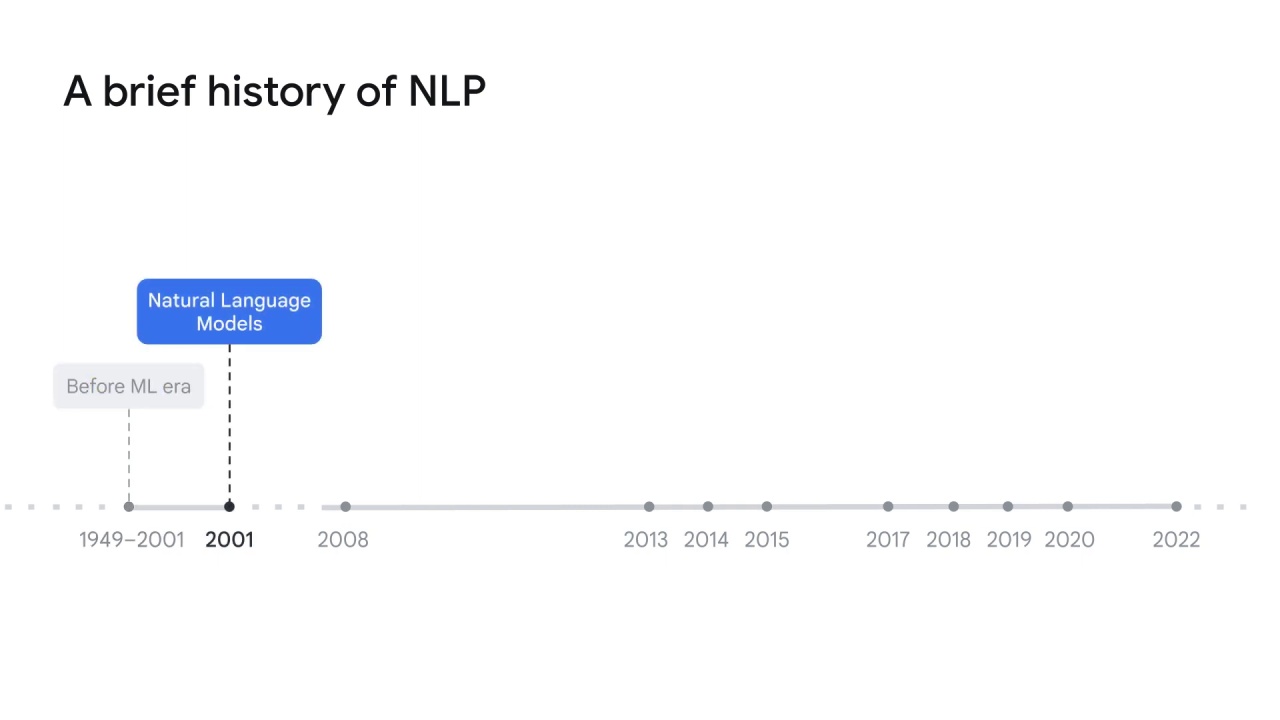 A brief history of NLP
Natural Language
Models
Before ML era
1949–2001 2001 2008 2013 2014 2015 2017 2018 2019 2020 2022